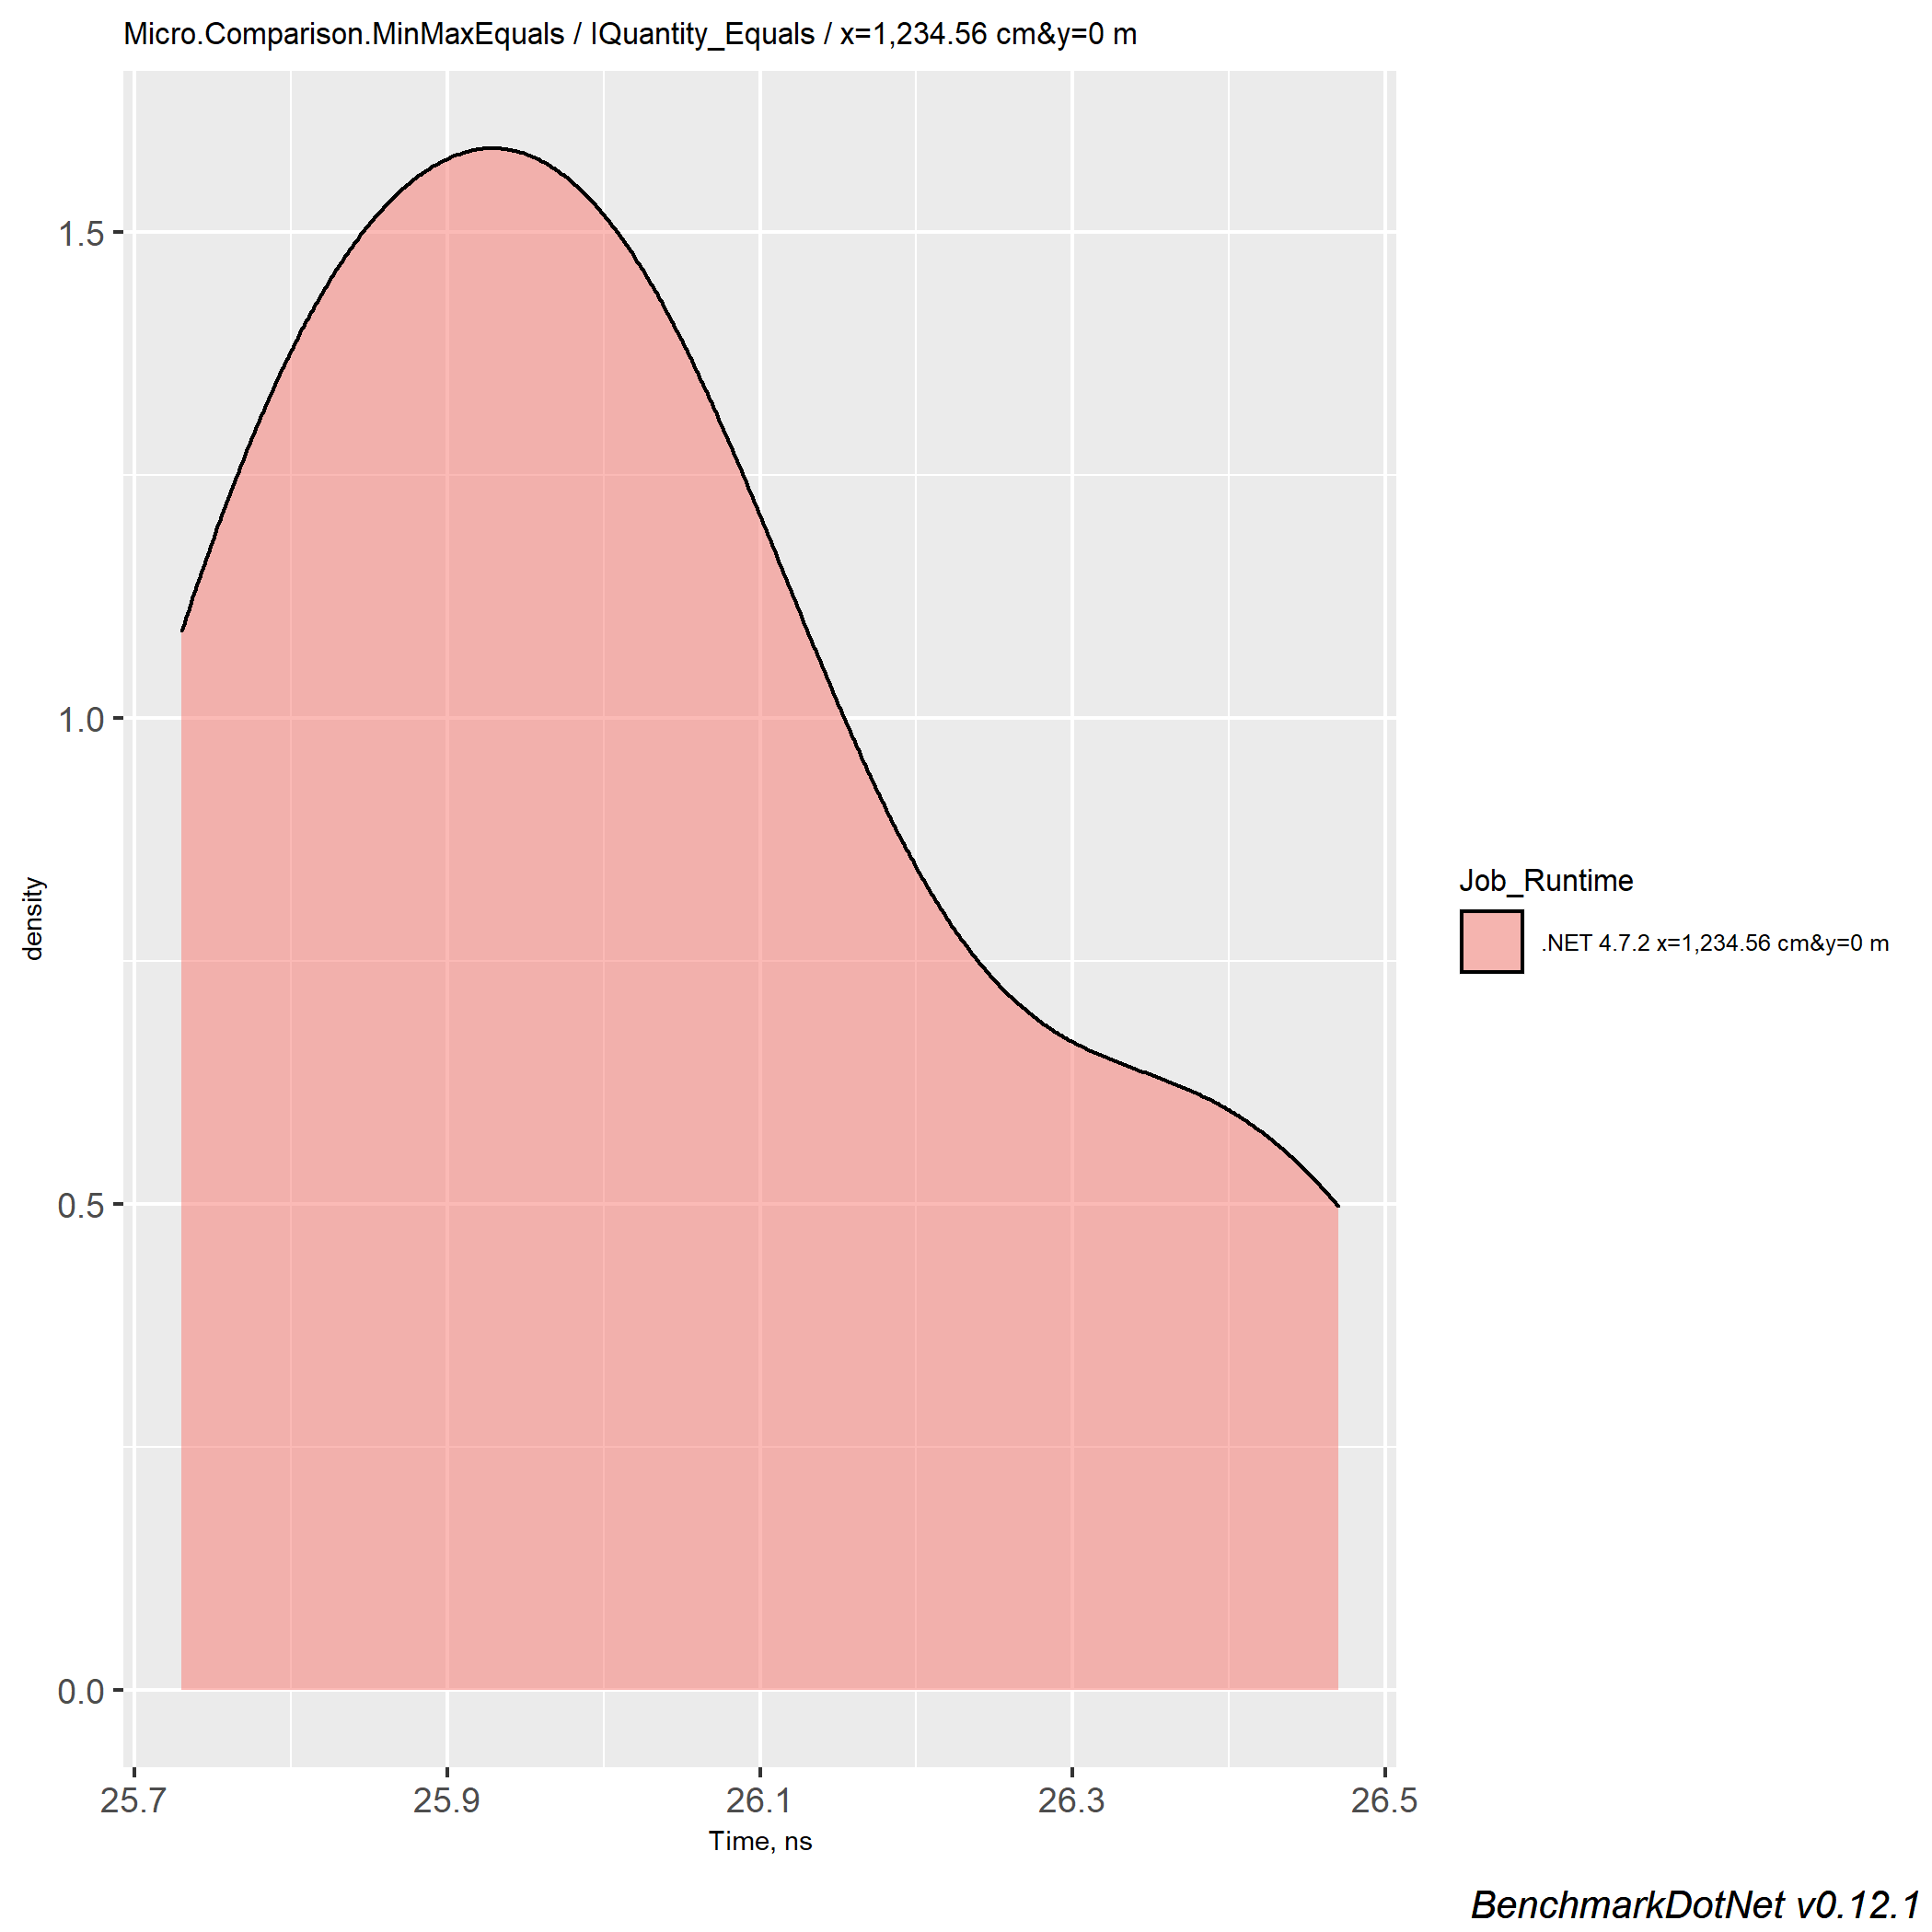 Micro.Comparison.MinMaxEquals / IQuantity_Equals / x=1,234.56 cm&y=0 m
1.5
1.0
0.5
0.0
density
25.7 25.9 26.1 26.3 26.5
Time, ns
Job_Runtime
.NET 4.7.2 x=1,234.56 cm&y=0 m
BenchmarkDotNet v0.12.1